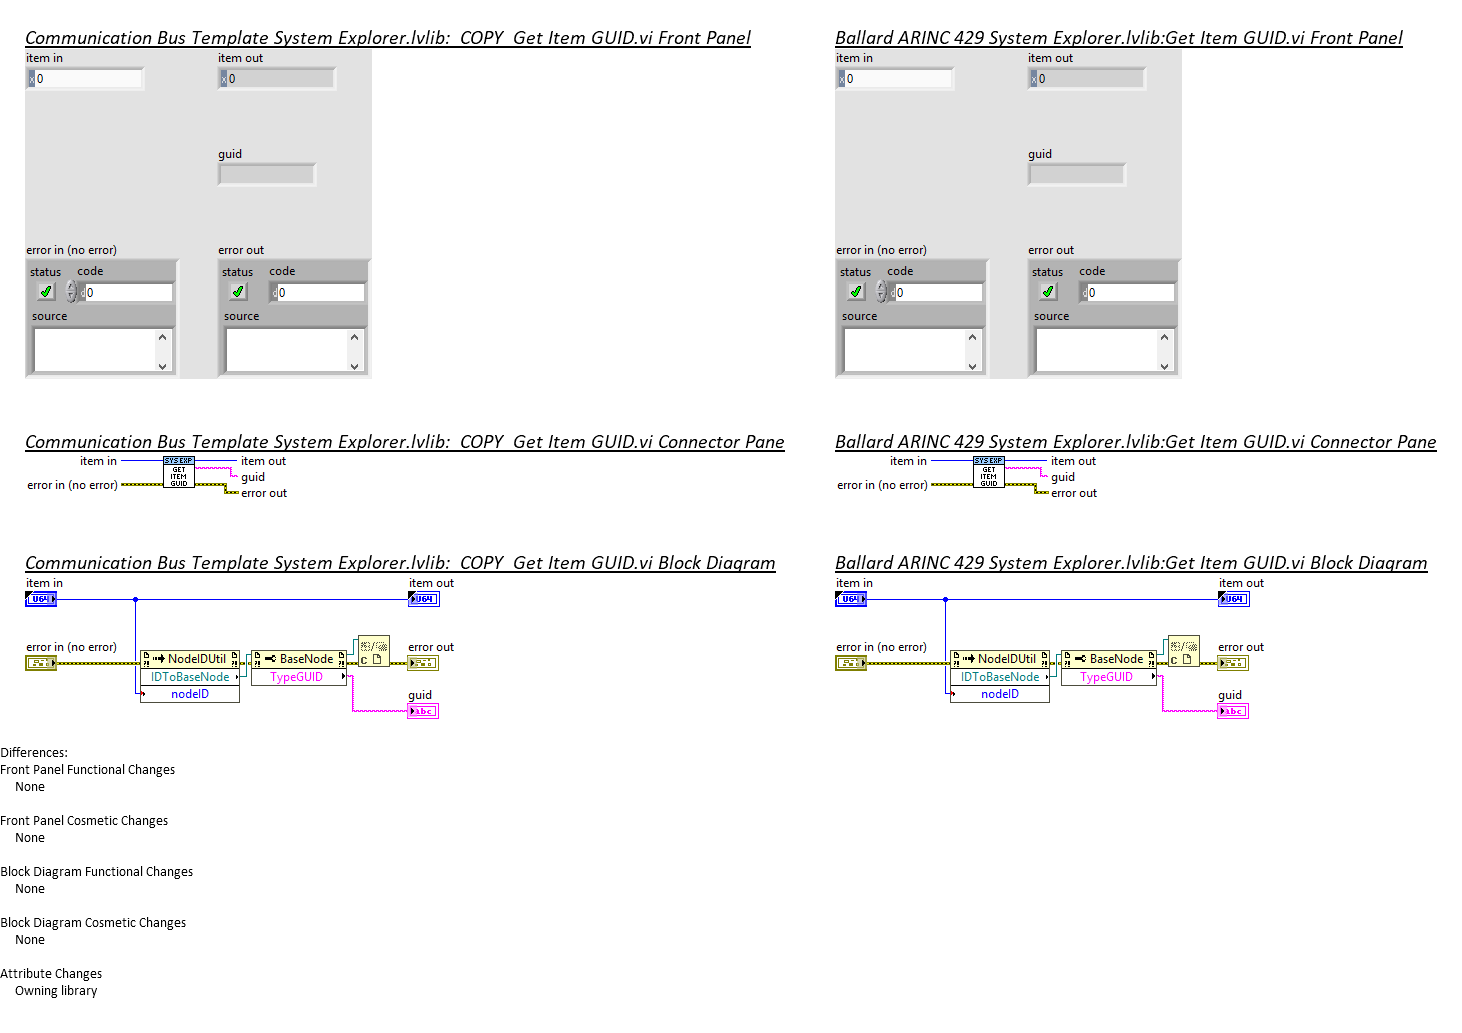 Communication Bus Template System Explorer.lvlib:  COPY  Get Item GUID.vi Front Panel
item in
item out
x 0
x 0
guid
error in (no error)
error out
status
code
status
code
d 0
d 0
source
source
Ballard ARINC 429 System Explorer.lvlib:Get Item GUID.vi Front Panel
item in
item out
x 0
x 0
guid
error in (no error)
error out
status
code
status
code
d 0
d 0
source
source
Communication Bus Template System Explorer.lvlib:  COPY  Get Item GUID.vi Connector Pane
item in
SYS EXP
item out
GET
ITEM
GUID
guid
error in (no error)
error out
Ballard ARINC 429 System Explorer.lvlib:Get Item GUID.vi Connector Pane
item in
SYS EXP
item out
GET
ITEM
GUID
guid
error in (no error)
error out
Communication Bus Template System Explorer.lvlib:  COPY  Get Item GUID.vi Block Diagram
item in
item out
U64
U64
error in (no error)
error out
NodeIDUtil
BaseNode
IDToBaseNode
TypeGUID
nodeID
C
guid
abc
Ballard ARINC 429 System Explorer.lvlib:Get Item GUID.vi Block Diagram
item in
item out
U64
U64
error in (no error)
error out
NodeIDUtil
BaseNode
IDToBaseNode
TypeGUID
nodeID
C
guid
abc
Differences:
Front Panel Functional Changes
None
Front Panel Cosmetic Changes
None
Block Diagram Functional Changes
None
Block Diagram Cosmetic Changes
None
Attribute Changes
Owning library